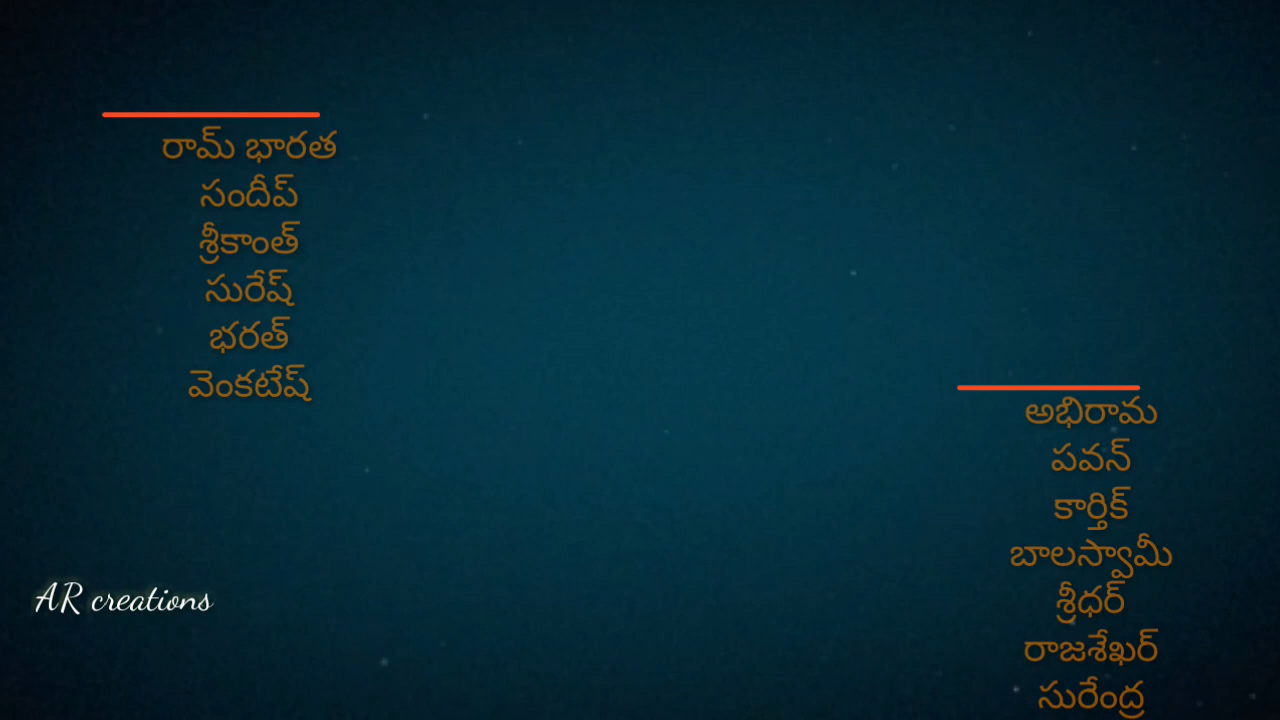 రామ్ భారత
సందీప్
శ్రీకాంత్
సురేష్
భరత్
వెంకటేష్
అభిరామ
పవన్
కార్తిక్
బాలస్వామీ
శ్రీధర్
రాజశేఖర్
సురేంద్ర
AR creations